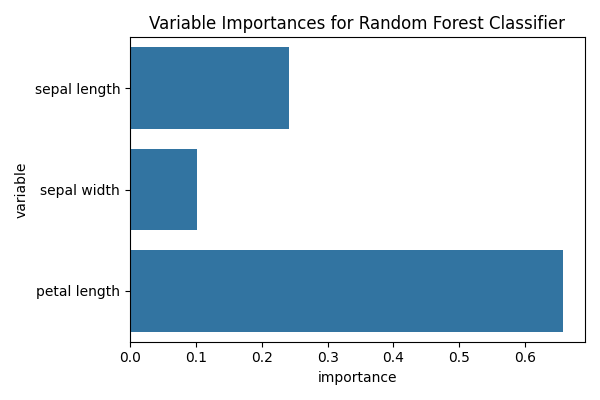 Variable Importances for Random Forest Classifier
sepal length
sepal width
petal length
variable
0.0 0.1 0.2 0.3 0.4 0.5 0.6
importance